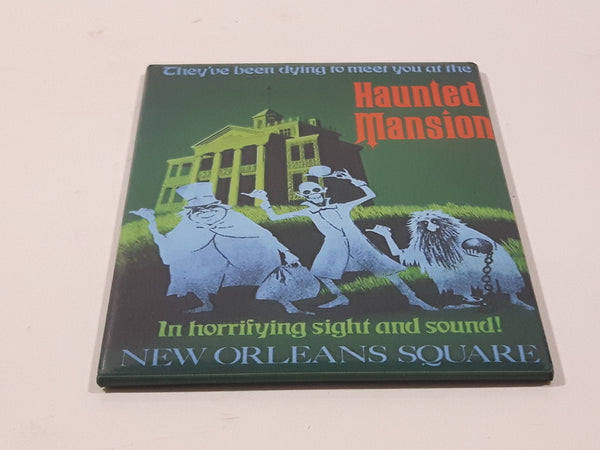 They've been dying to meet you at the
Haunted
Mansion
In horrifying sight and sound!
NEW ORLEANS SQUARE